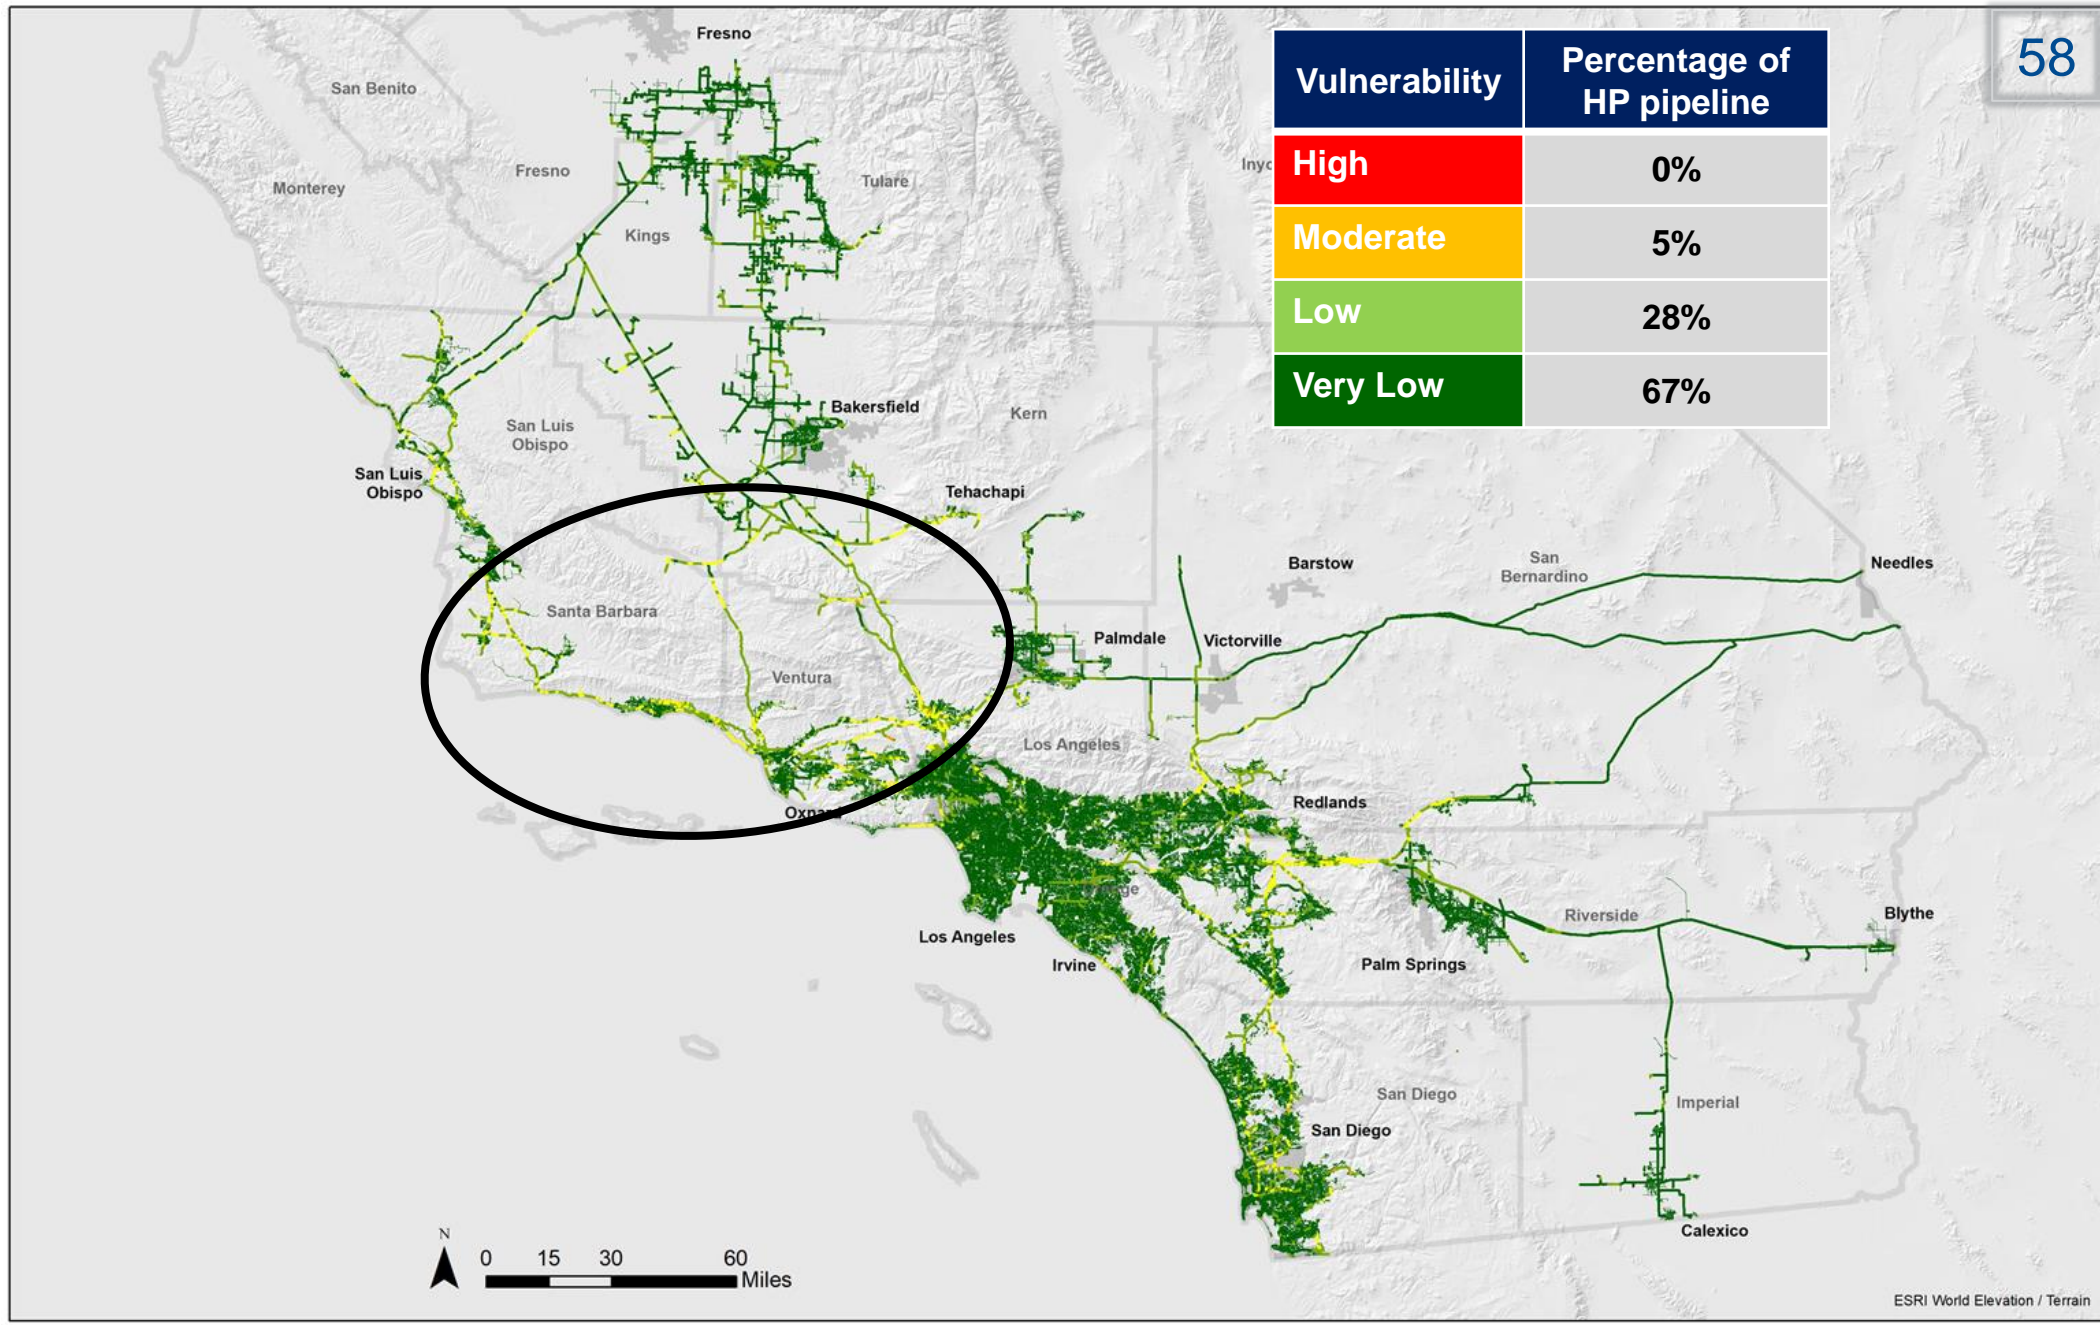 58
Vulnerability
Percentage of
HP pipeline
High
0%
Moderate
5%
Low
28%
Very Low
67%
Fresno
San Benito
Fresno
Monterey
Tulare
Kings
Bakersfield
Kern
San Luis
Obispo
San Luis
Obispo
Tehachapi
Barstow
San
Bernardino
Needles
Santa Barbara
Palmdale
Victorville
Ventura
Los Angeles
Redlands
Los Angeles
Irvine
Palm Springs
Riverside
Blythe
San Diego
Imperial
San Diego
Calexico
N
0 15 30 60
Miles
ESRI World Elevation / Terrain